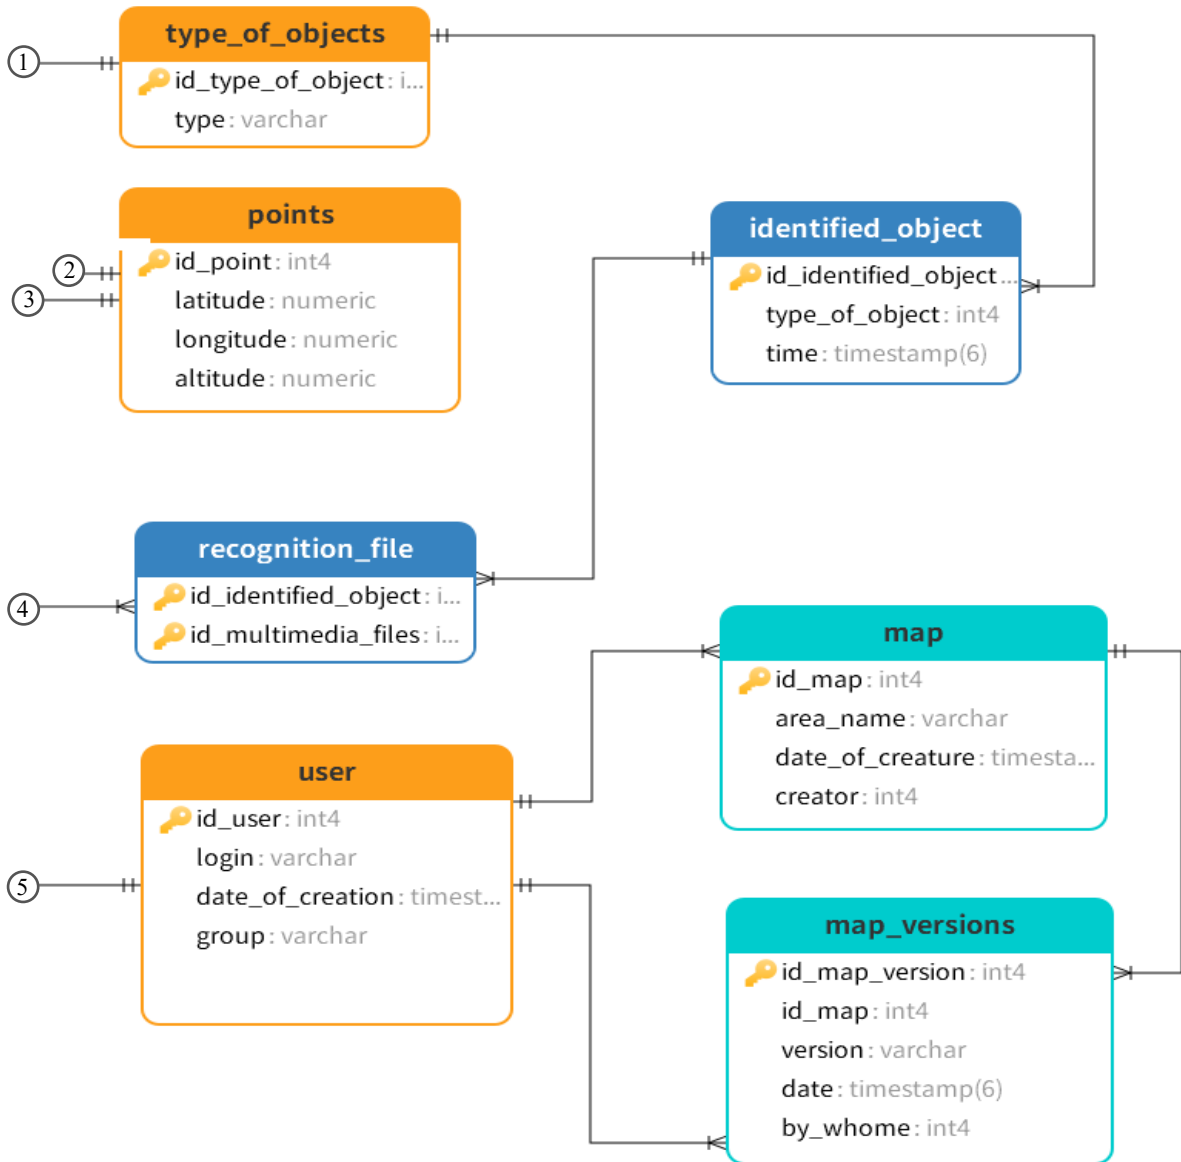 type_of_objects
1
id_type_of_object: i...
type: varchar
points
2
id_point: int4
3
latitude: numeric
longitude: numeric
altitude: numeric
identified_object
id_identified_object...
type_of_object: int4
time: timestamp(6)
recognition_file
4
id_identified_object: i...
id_multimedia_files: i...
map
id_map: int4
area_name: varchar
date_of_creature: timesta...
creator: int4
user
id_user: int4
login: varchar
5
date_of_creation: timest...
group: varchar
map_versions
id_map_version: int4
id_map: int4
version: varchar
date: timestamp(6)
by_whome: int4